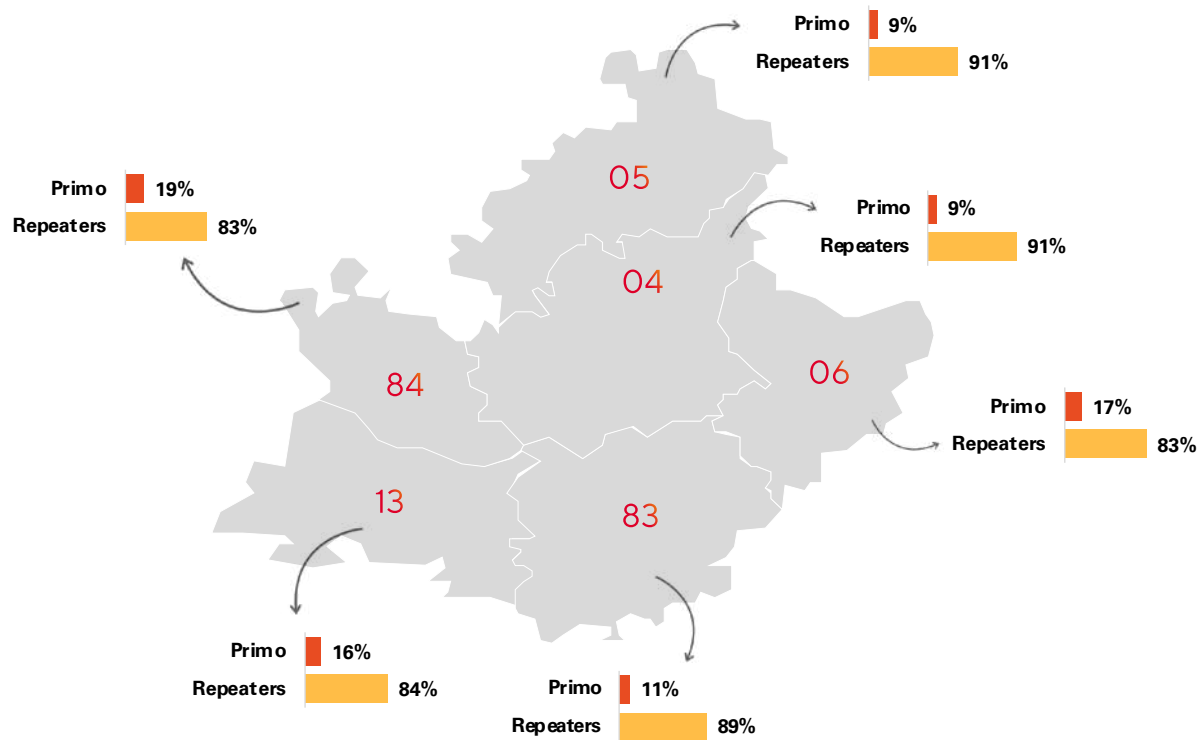 Primo 9%
Repeaters 91%
05
Primo 19%
Repeaters 83%
Primo 9%
Repeaters 91%
04
84
06
Primo 17%
Repeaters 83%
13
83
Primo 16%
Repeaters 84%
Primo 11%
Repeaters 89%